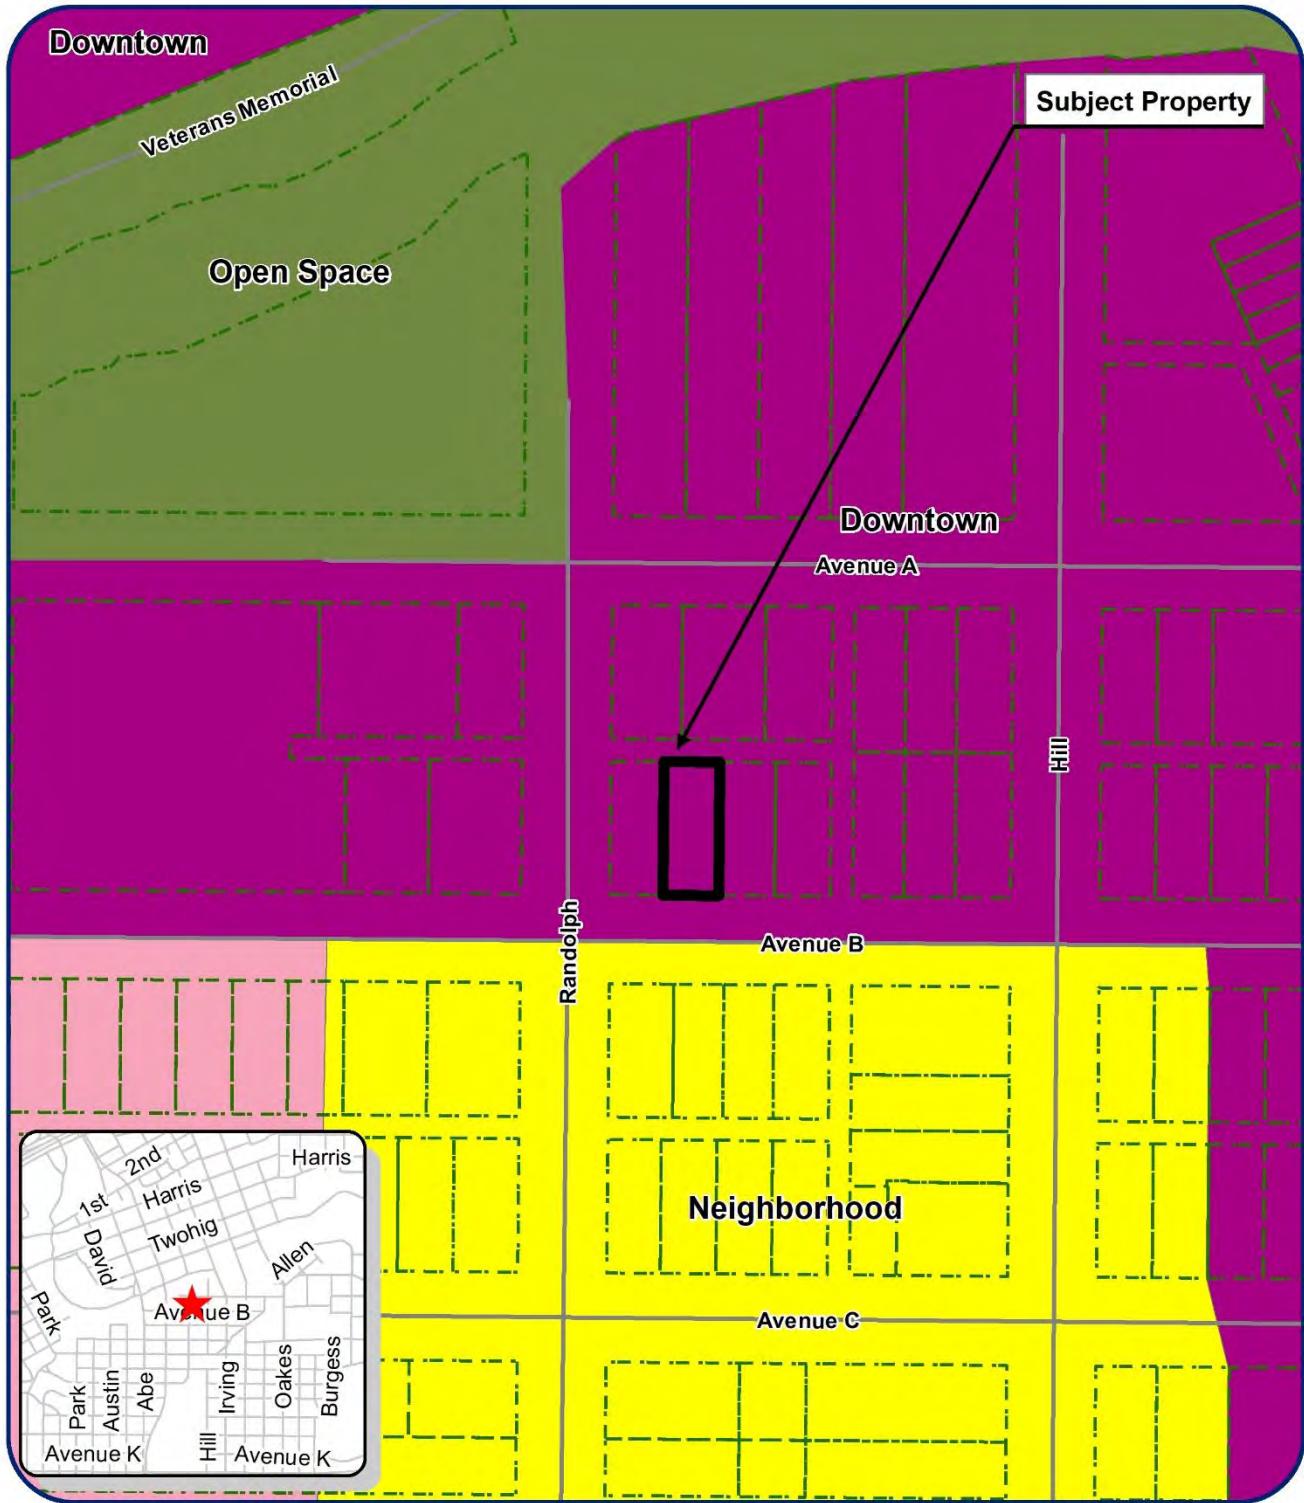 Downtown
Veterans Memorial
Subject Property
Open Space
Downtown
Avenue A
Hill
Randolph
Avenue B
Neighborhood
Avenue C
2nd
Harris
1st
Harris
Twohig
David
Allen
Park
Avenue B
Park
Austin
Abe
Irving
Oakes
Burgess
Hill
Avenue K
Avenue K